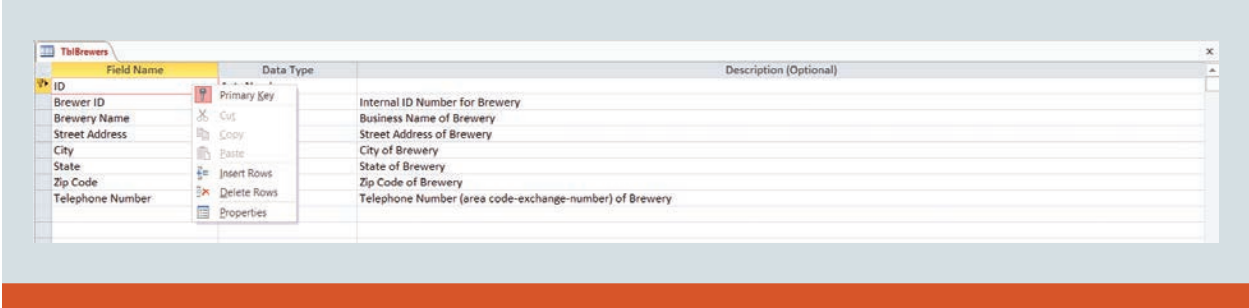 TblBrewers x
Field Name Data Type Description (Optional)
ID
Primary Key
Brewer ID Internal ID Number for Brewery
Cut
Brewery Name Business Name of Brewery
Street Address Copy Street Address of Brewery
City Paste City of Brewery
State Insert Rows State of Brewery
Zip Code Delete Rows Zip Code of Brewery
Telephone Number Telephone Number (area code-exchange-number) of Brewery
Properties